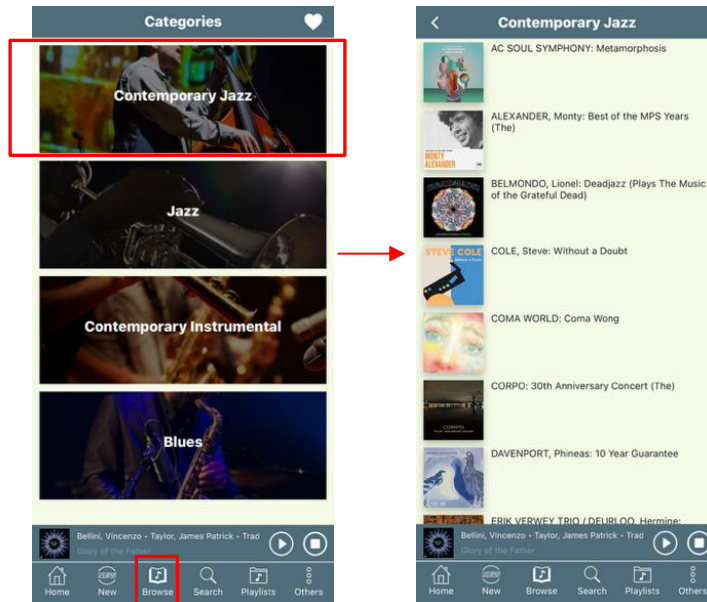 Categories
Contemporary Jazz
Jazz
Contemporary Instrumental
Blues
Bellini, Vincenzo • Taylor, James Patrick • Trad
Glory of the Father
Home
New
Browse
Search
Playlists
Others
Contemporary Jazz
AC SOUL SYMPHONY: Metamorphosis
ALEXANDER, Monty: Best of the MPS Years
(The)
MONTY
ALEXANDER
BELMONDO, Lionel: Deadjazz (Plays The Music
of the Grateful Dead)
STEVE COLE
Without a Doubt
COLE, Steve: Without a Doubt
COMA WORLD: Coma Wong
CORPO: 30th Anniversary Concert (The)
CORPO
DAVENPORT, Phineas: 10 Year Guarantee
ERIK VERWEY TRIO / DEURLOO, Hermine:
Bellini, Vincenzo • Taylor, James Patrick • Trad
Glory of the Father
Home
New
Browse
Search
Playlists
Others